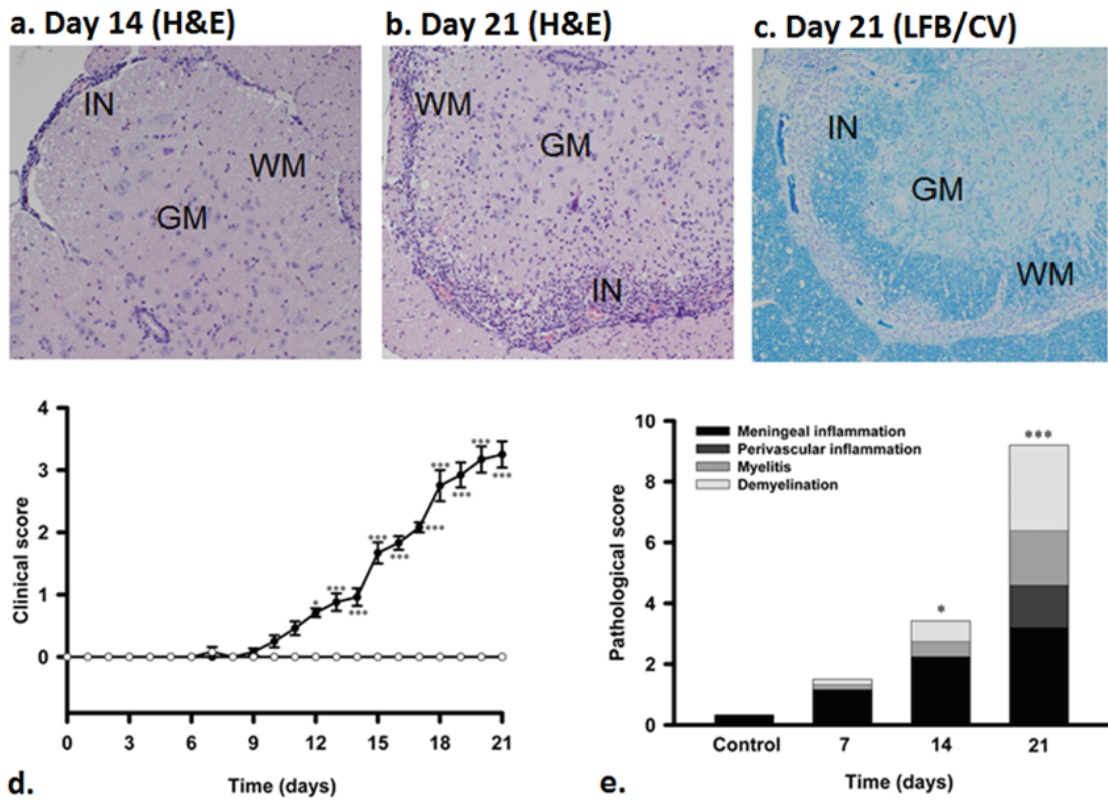 a. Day 14 (H&E)
b. Day 21 (H&E)
c. Day 21 (LFB/CV)
IN
WM
GM
WM
GM
IN
IN
GM
WM
4
3
2
1
0
Clinical score
*
***
***
***
***
***
***
***
***
***
0
3
6
9
12
15
18
21
Time (days)
d.
10
8
6
4
2
0
Pathological score
Meningeal inflammation
Perivascular inflammation
Myelitis
Demyelination
*
***
Control
7
14
21
Time (days)
e.